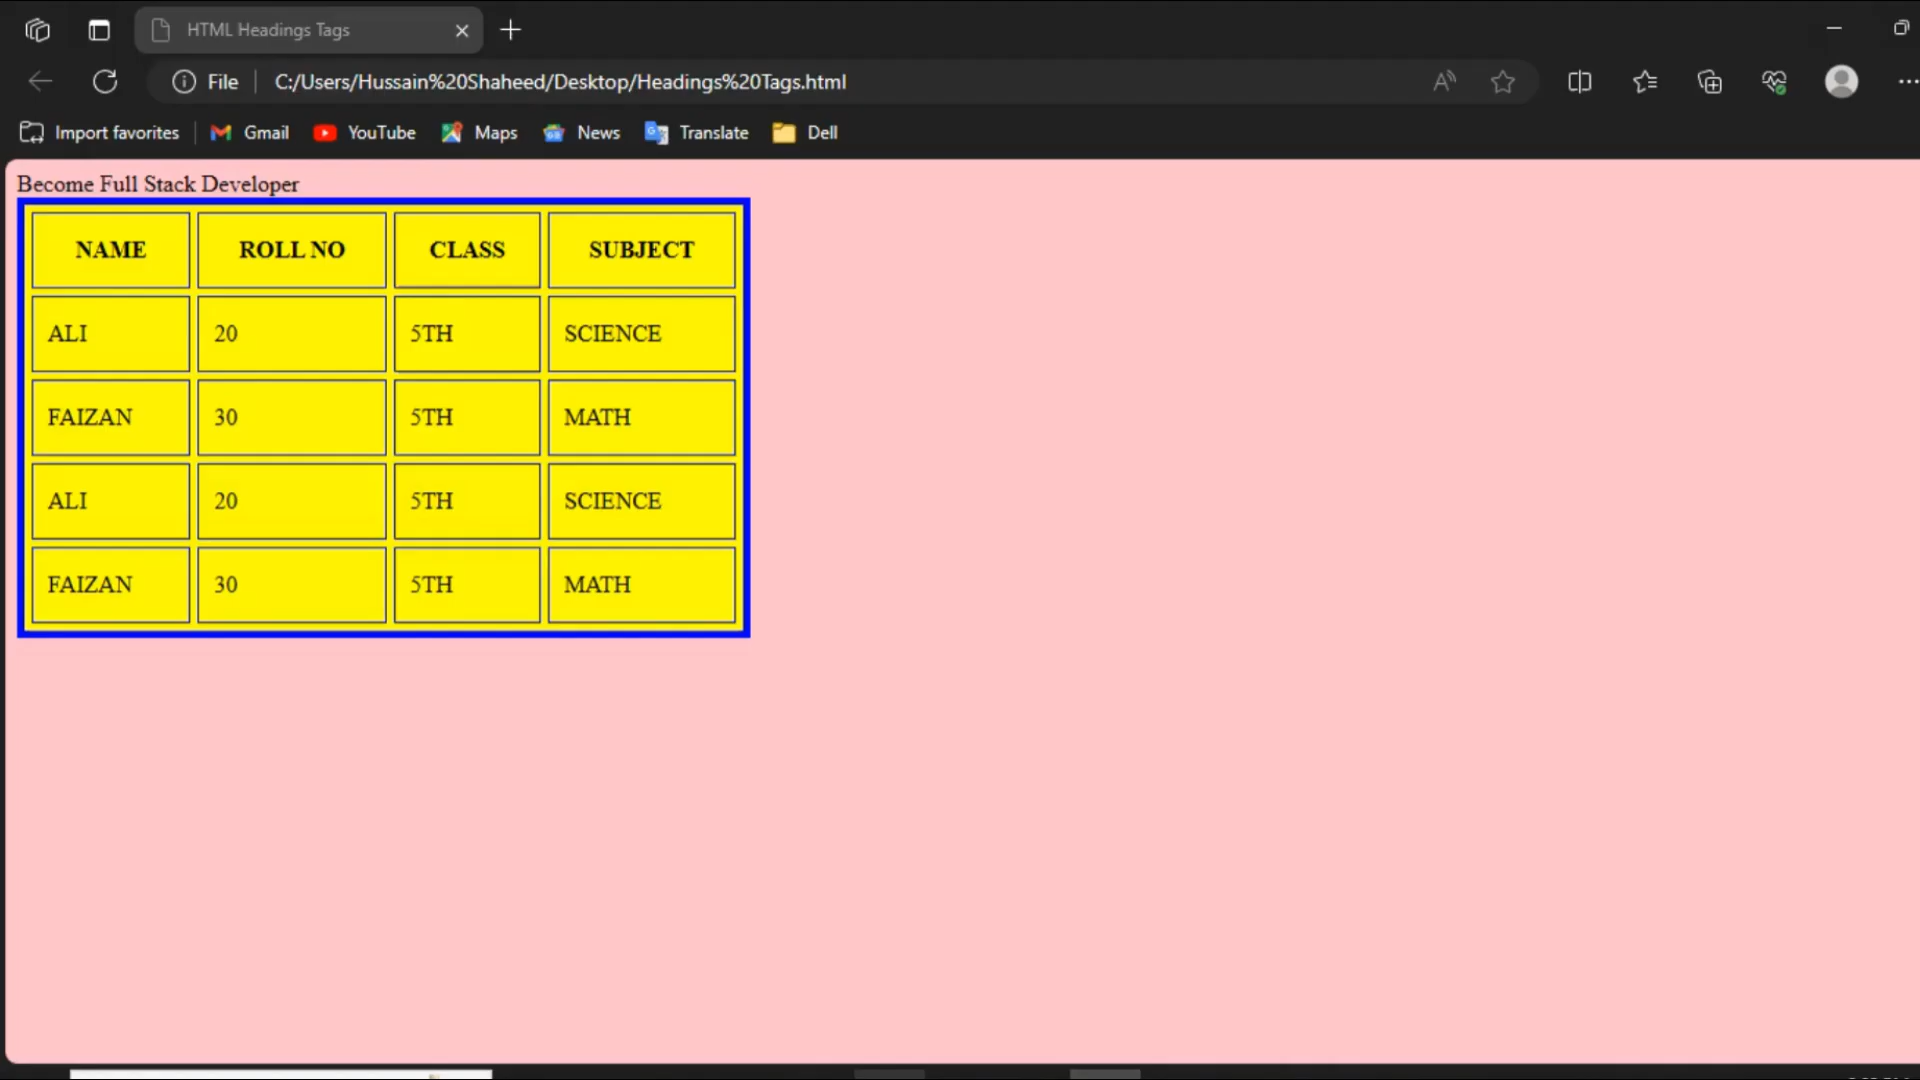 HTML Headings Tags
File C:/Users/Hussain%20Shaheed/Desktop/Headings%20Tags.html
Import favorites Gmail YouTube Maps News Translate Dell
Become Full Stack Developer
NAME ROLL NO CLASS SUBJECT
ALI 20 5TH SCIENCE
FAIZAN 30 5TH MATH
ALI 20 5TH SCIENCE
FAIZAN 30 5TH MATH